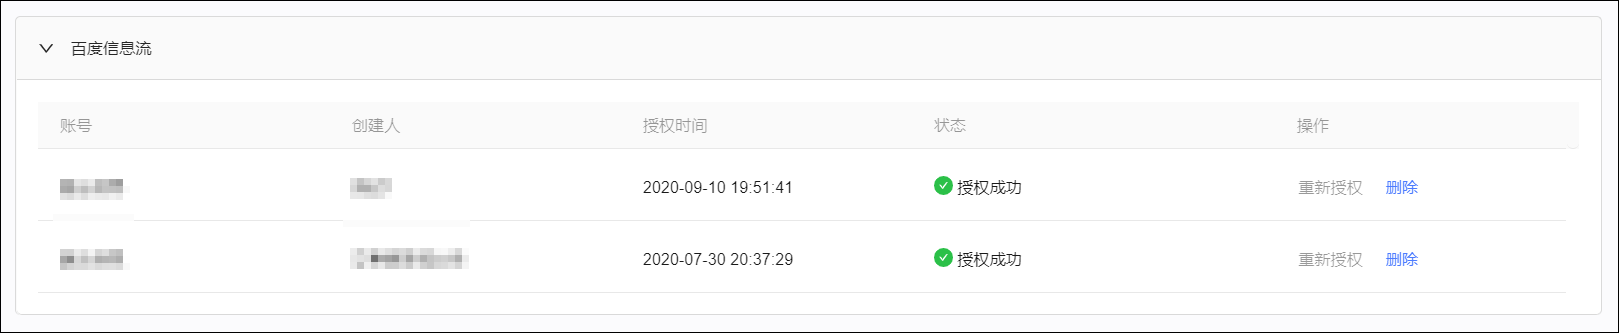 百度信息流
账号 创建人 授权时间 状态 操作
2020-09-10 19:51:41 授权成功 重新授权 删除
2020-07-30 20:37:29 授权成功 重新授权 删除